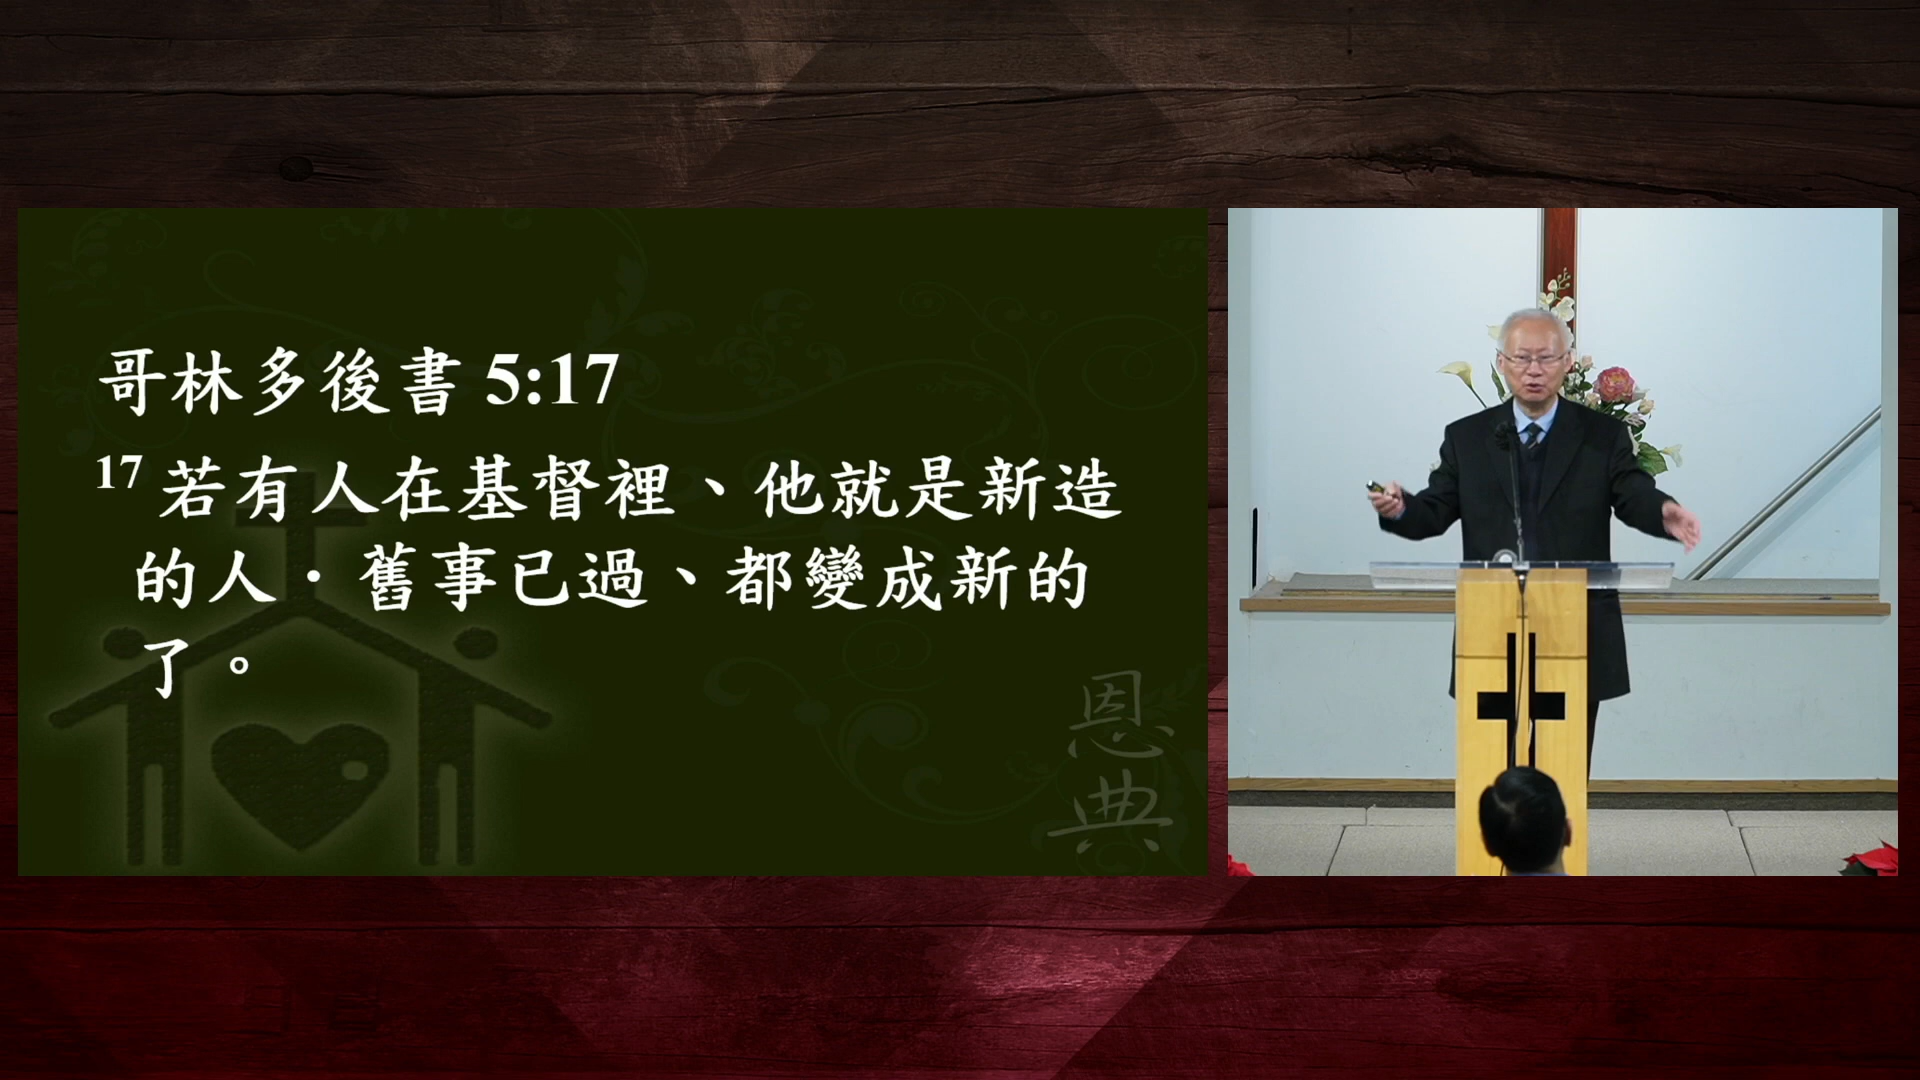 哥林多後書 5:17
17 若有人在基督裡、他就是新造
的人．舊事已過、都變成新的
了。
恩典